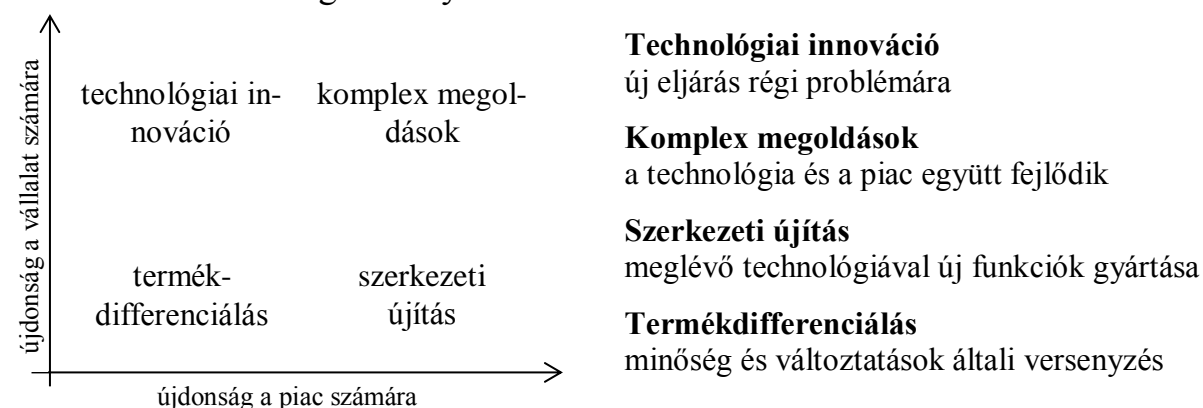 újdonság a vállalat számára
technológiai in-
nováció
komplex megol-
dások
termék-
differenciálás
szerkezeti
újítás
újdonság a piac számára
Technológiai innováció
új eljárás régi problémára
Komplex megoldások
a technológia és a piac együtt fejlődik
Szerkezeti újítás
meglévő technológiával új funkciók gyártása
Termékdifferenciálás
minőség és változtatások általi versenyzés